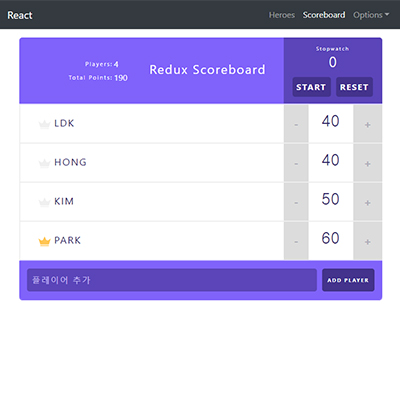 React Heroes Scoreboard Options
Players: 4
Total Points: 190
Redux Scoreboard
Stopwatch
0
START RESET
LDK - 40 +
HONG - 40 +
KIM - 50 +
PARK - 60 +
플레이어 추가 ADD PLAYER